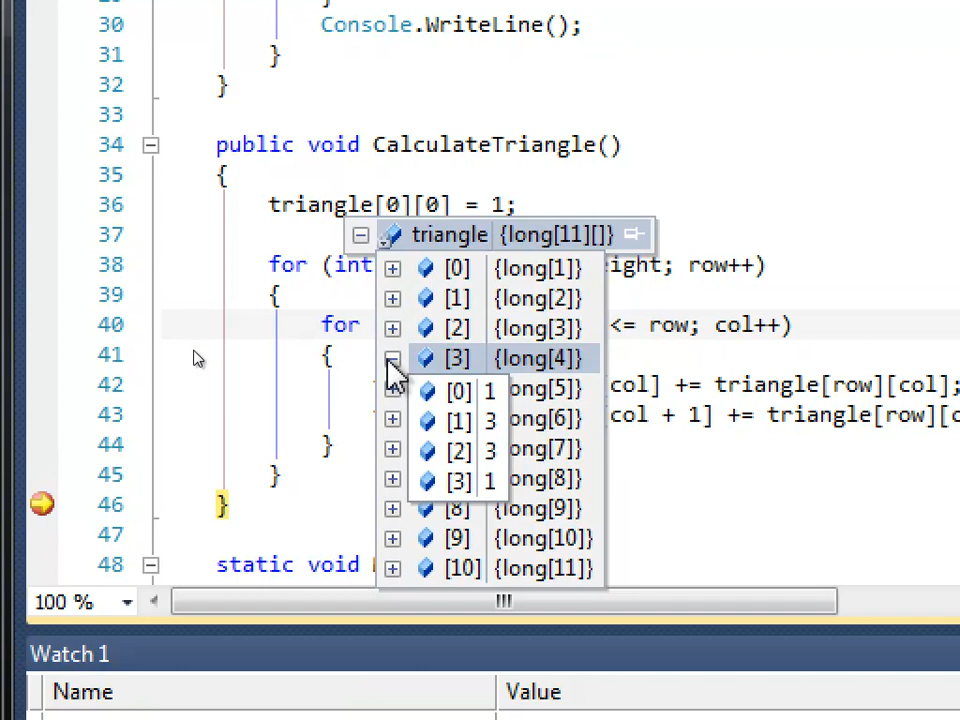 30 Console.WriteLine();
31 }
32 }
33
34 public void CalculateTriangle()
35 {
36 triangle[0][0] = 1;
37 triangle {long[11][]}
38 for (int ight; row++)
[0] {long[1]}
39 {
[1] {long[2]}
40 for <= row; col++)
[2] {long[3]}
41 {
[3] {long[4]}
42 col] += triangle[row][col];
[0] 1 ong[5]}
43 col + 1] += triangle[row][c
[1] 3 ong[6]}
44 }
[2] 3 ong[7]}
45 }
[3] 1 ong[8]}
46 }
[8] {long[9]}
47
[9] {long[10]}
48 static void
[10] {long[11]}
100 %
Watch 1
Name Value